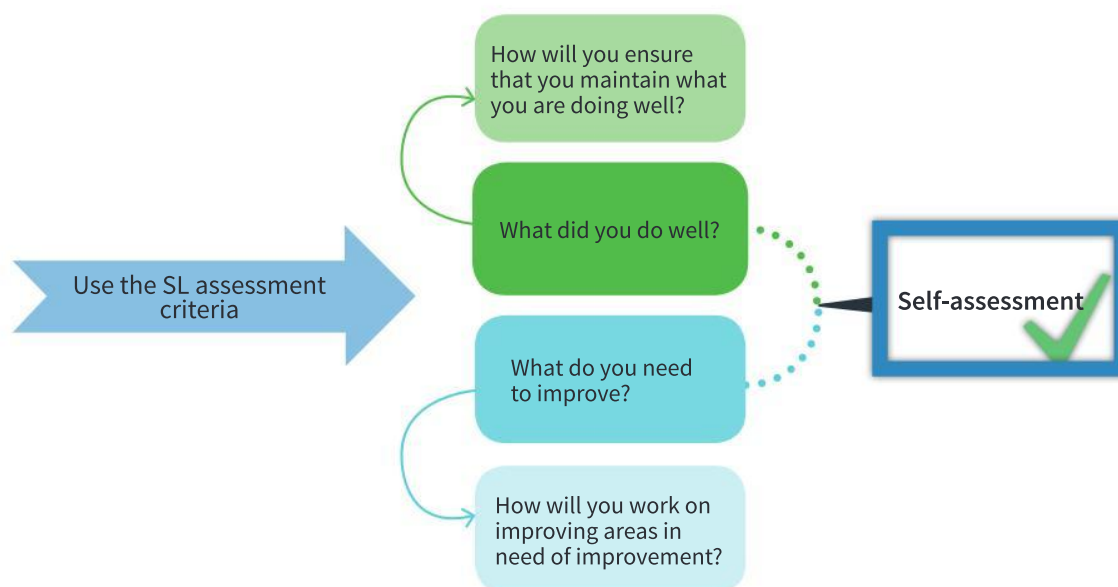 How will you ensure
that you maintain what
you are doing well?
What did you do well?
Use the SL assessment
criteria
Self-assessment
What do you need
to improve?
How will you work on
improving areas in
need of improvement?